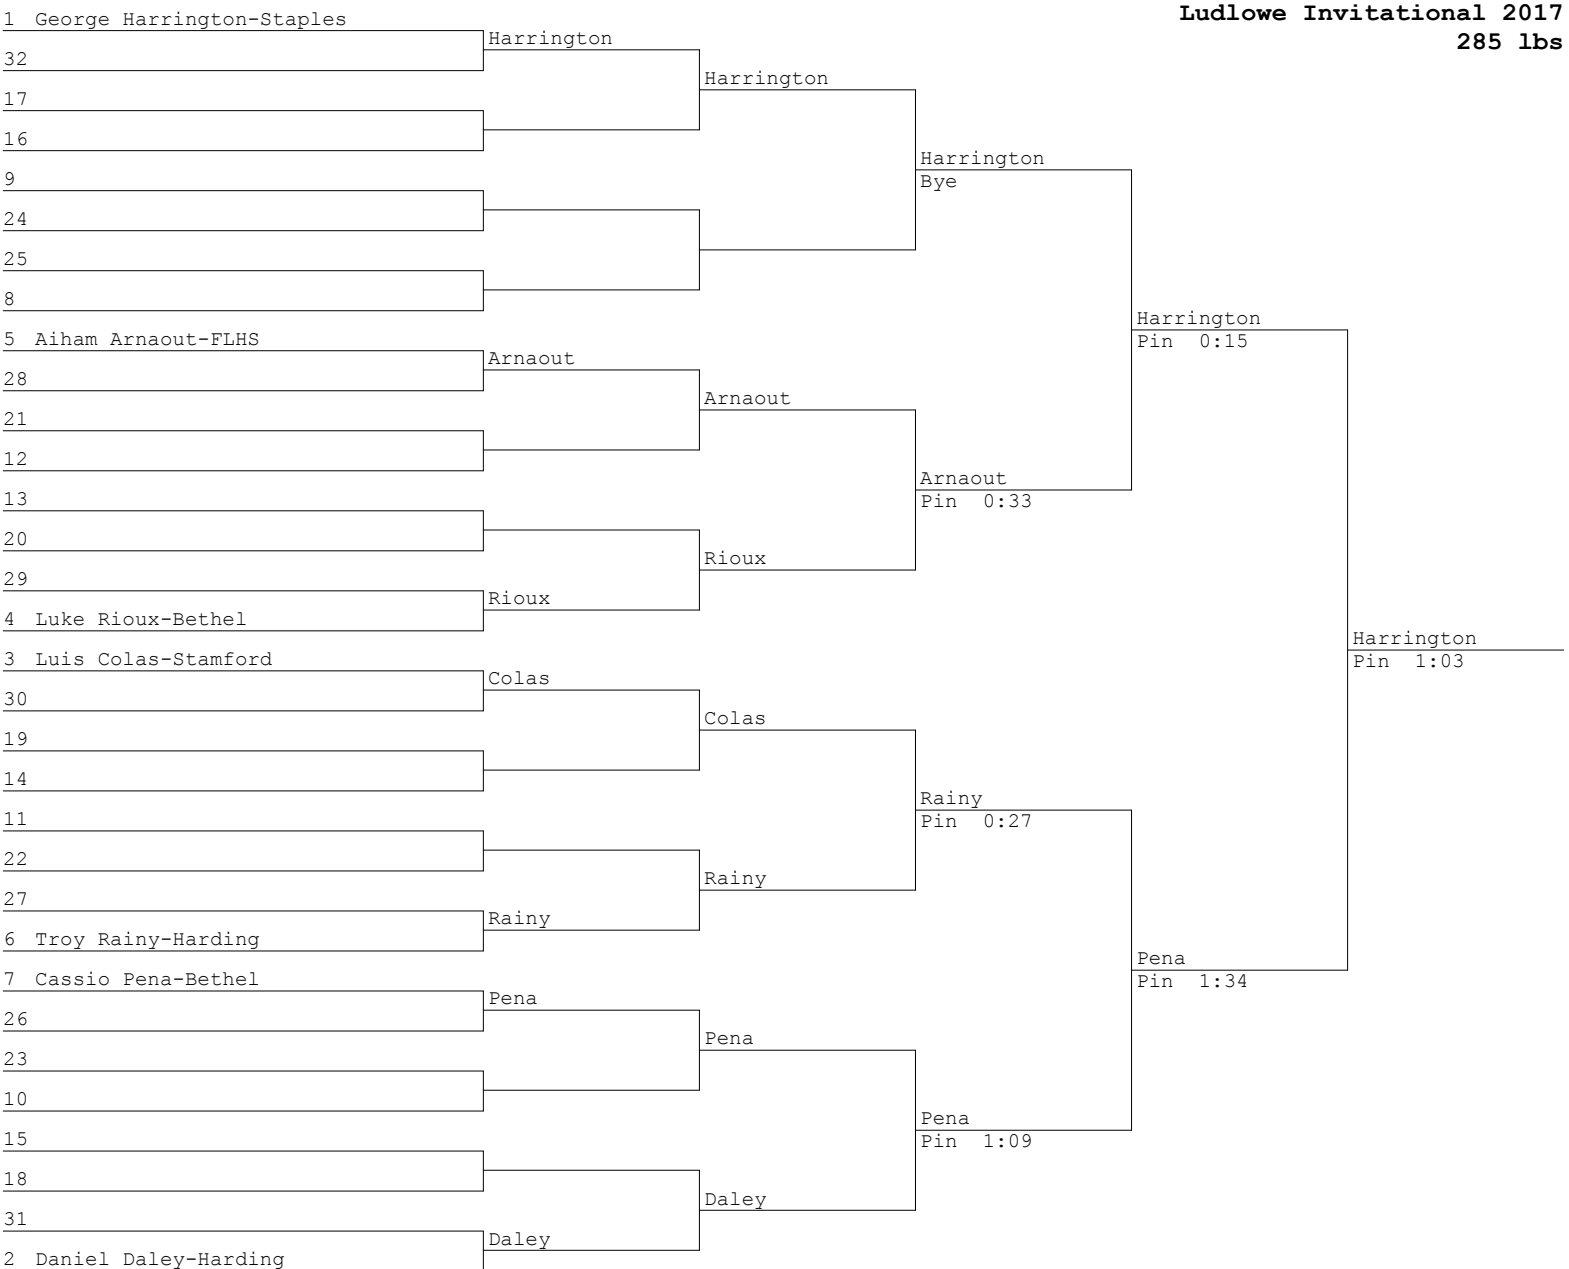 Ludlowe Invitational 2017
285 lbs
1 George Harrington-Staples
Harrington
32
Harrington
17
16
Harrington
9
Bye
24
25
8
Harrington
5 Aiham Arnaout-FLHS
Pin 0:15
Arnaout
28
Arnaout
21
12
Arnaout
13
Pin 0:33
20
Rioux
29
Rioux
4 Luke Rioux-Bethel
Harrington
3 Luis Colas-Stamford
Pin 1:03
Colas
30
Colas
19
14
Rainy
11
Pin 0:27
22
Rainy
27
Rainy
6 Troy Rainy-Harding
Pena
7 Cassio Pena-Bethel
Pin 1:34
Pena
26
Pena
23
10
Pena
15
Pin 1:09
18
Daley
31
Daley
2 Daniel Daley-Harding